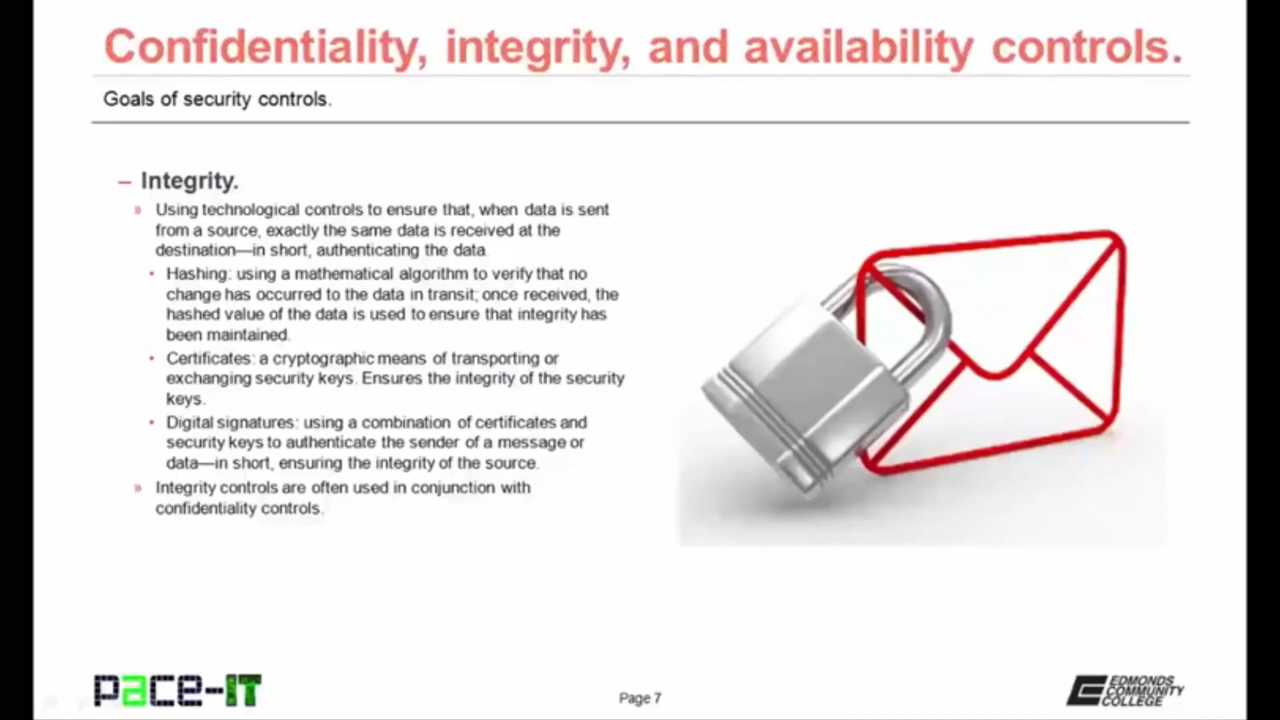 Confidentiality, integrity, and availability controls.
Goals of security controls.
– Integrity.
» Using technological controls to ensure that, when data is sent
from a source, exactly the same data is received at the
destination—in short, authenticating the data
• Hashing: using a mathematical algorithm to verify that no
change has occurred to the data in transit; once received, the
hashed value of the data is used to ensure that integrity has
been maintained.
• Certificates: a cryptographic means of transporting or
exchanging security keys. Ensures the integrity of the security
keys.
• Digital signatures: using a combination of certificates and
security keys to authenticate the sender of a message or
data—in short, ensuring the integrity of the source.
» Integrity controls are often used in conjunction with
confidentiality controls.
pace-IT
Page 7
EDMONDS
COMMUNITY
COLLEGE